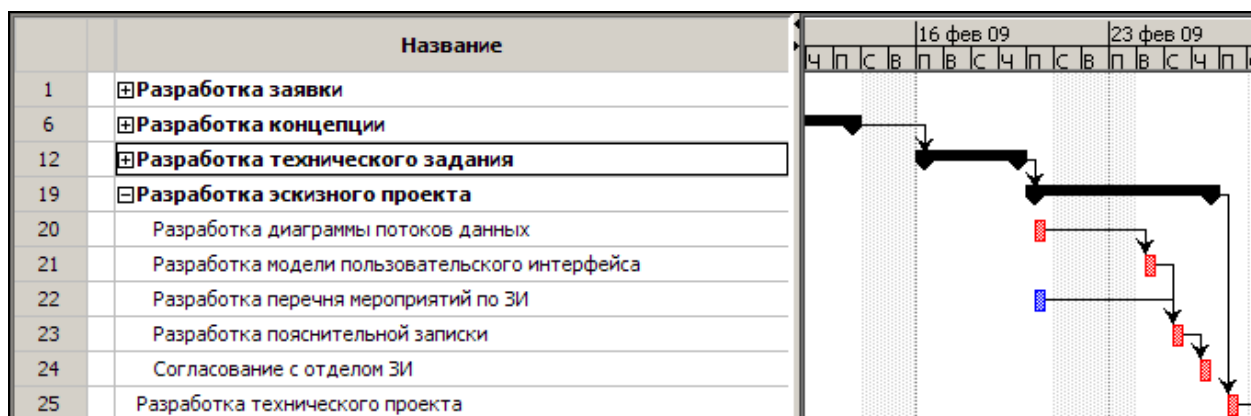 Название
16 фев 09 23 фев 09
Ч П С В П В С Ч П С В П В С Ч П
1 Разработка заявки
6 Разработка концепции
12 Разработка технического задания
19 Разработка эскизного проекта
20 Разработка диаграммы потоков данных
21 Разработка модели пользовательского интерфейса
22 Разработка перечня мероприятий по ЗИ
23 Разработка пояснительной записки
24 Согласование с отделом ЗИ
25 Разработка технического проекта